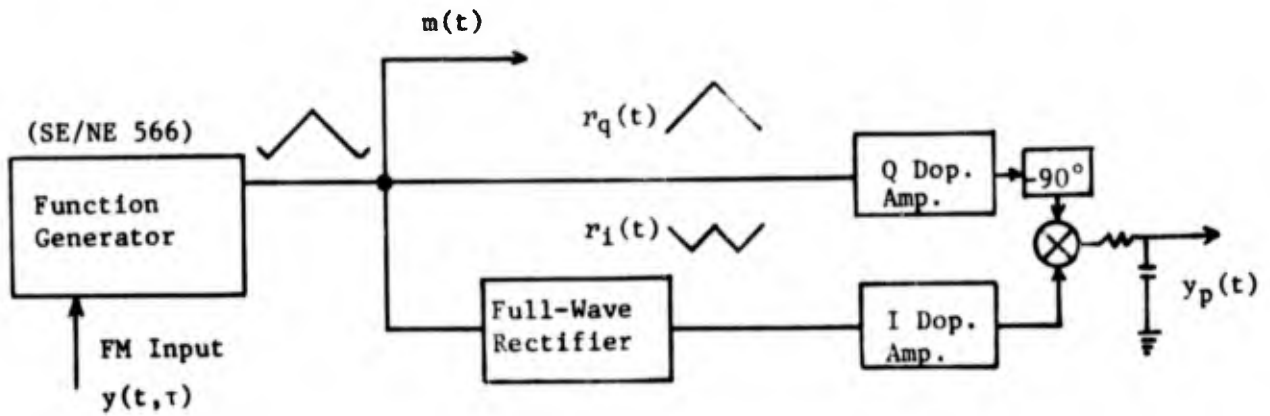 m(t)
(SE/NE 566)
Function
Generator
FM Input
y(t,τ)
r_q(t)
Q Dop.
Amp.
-90°
r_i(t)
Full-Wave
Rectifier
I Dop.
Amp.
y_p(t)